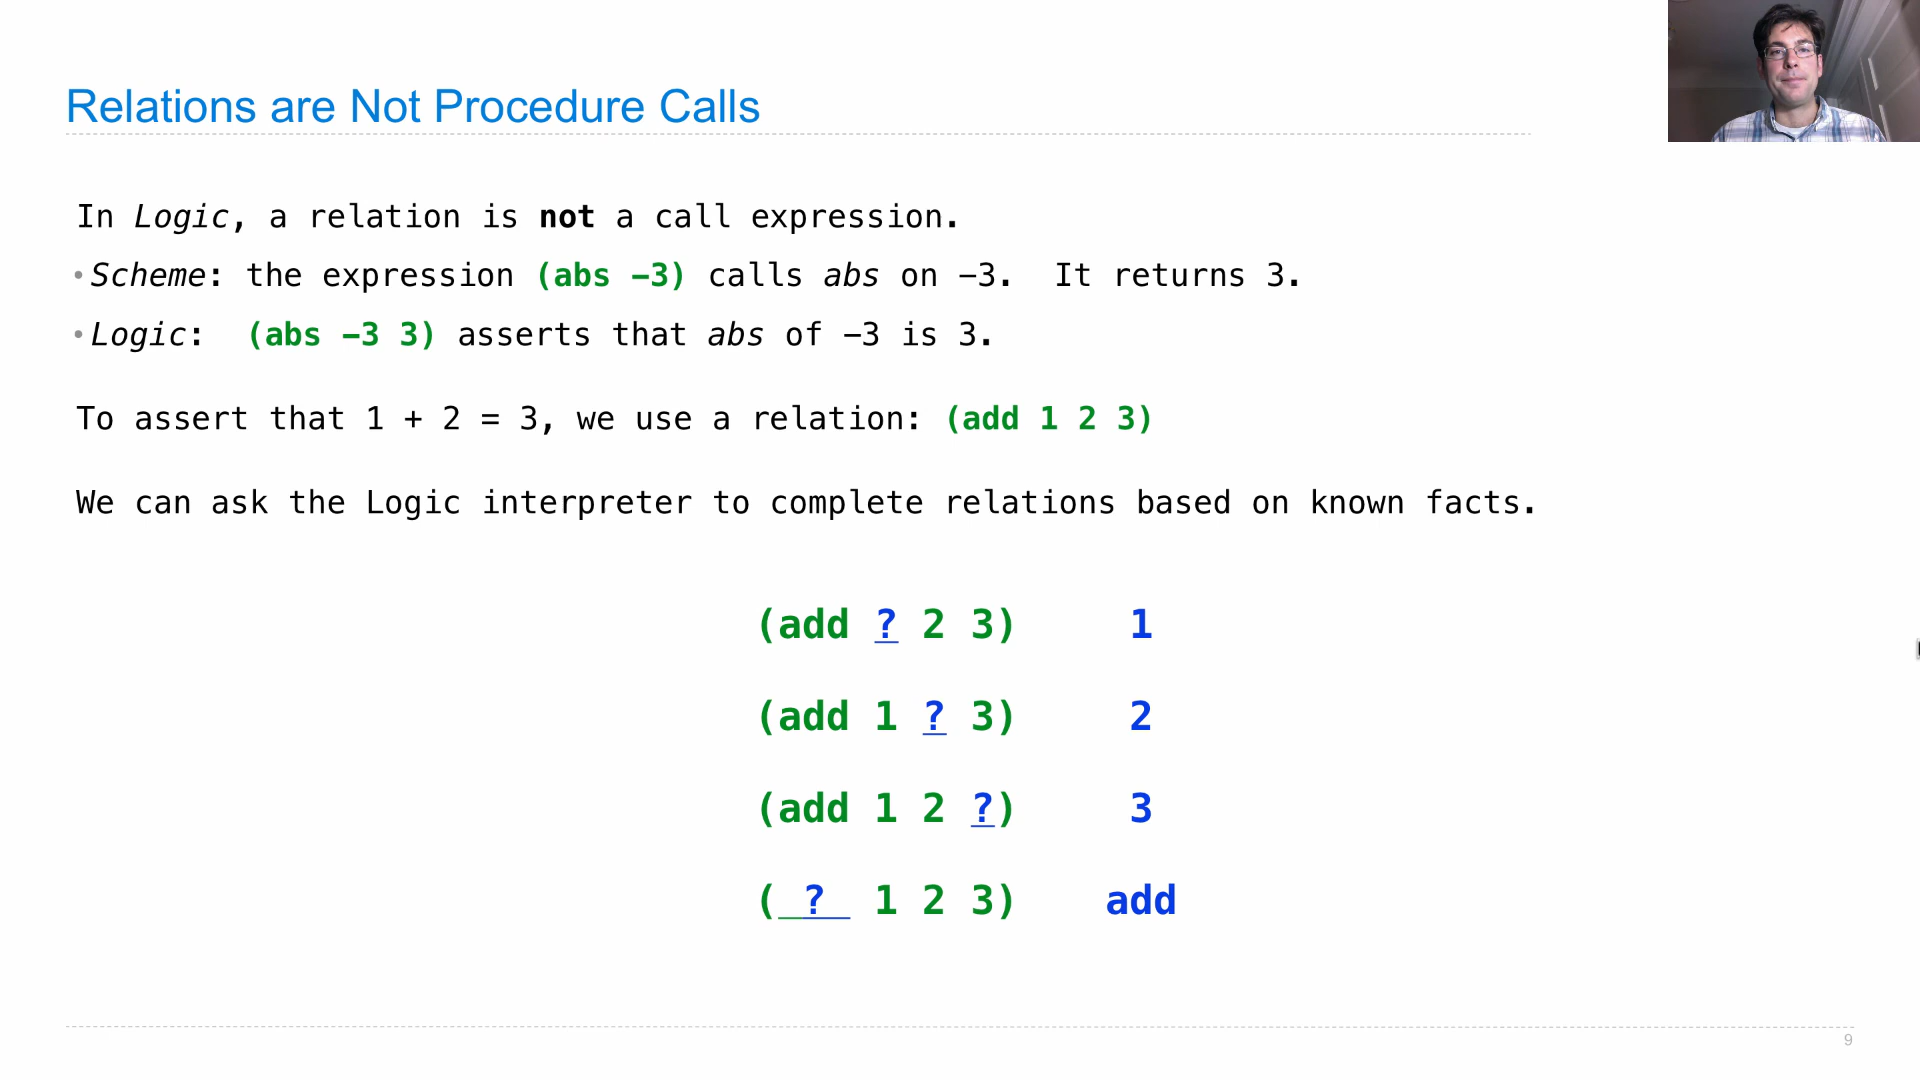 Relations are Not Procedure Calls
In Logic, a relation is not a call expression.
•Scheme: the expression (abs −3) calls abs on −3. It returns 3.
•Logic: (abs −3 3) asserts that abs of −3 is 3.
To assert that 1 + 2 = 3, we use a relation: (add 1 2 3)
We can ask the Logic interpreter to complete relations based on known facts.
(add ? 2 3) 1
(add 1 ? 3) 2
(add 1 2 ?) 3
(_?_ 1 2 3) add
9